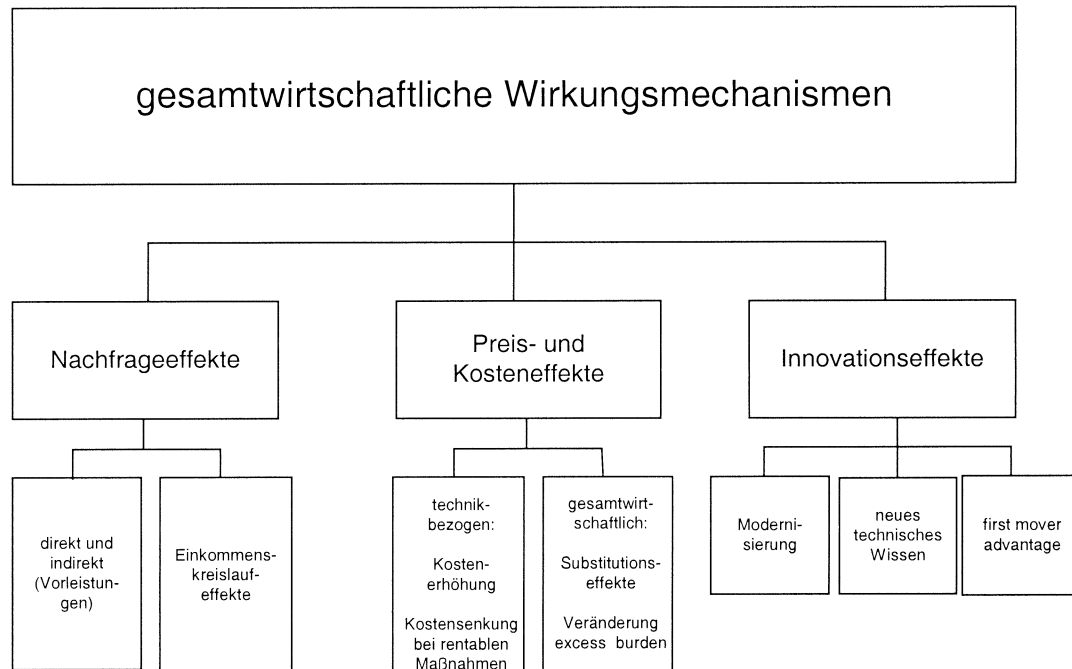 gesamtwirtschaftliche Wirkungsmechanismen
Nachfrageeffekte
Preis- und
Kosteneffekte
Innovationseffekte
direkt und
indirekt
(Vorleistun-
gen)
Einkommens-
kreislauf-
effekte
technik-
bezogen:
Kosten-
erhöhung
Kostensenkung
bei rentablen
Maßnahmen
gesamtwirt-
schaftlich:
Substitutions-
effekte
Veränderung
excess burden
Moderni-
sierung
neues
technisches
Wissen
first mover
advantage